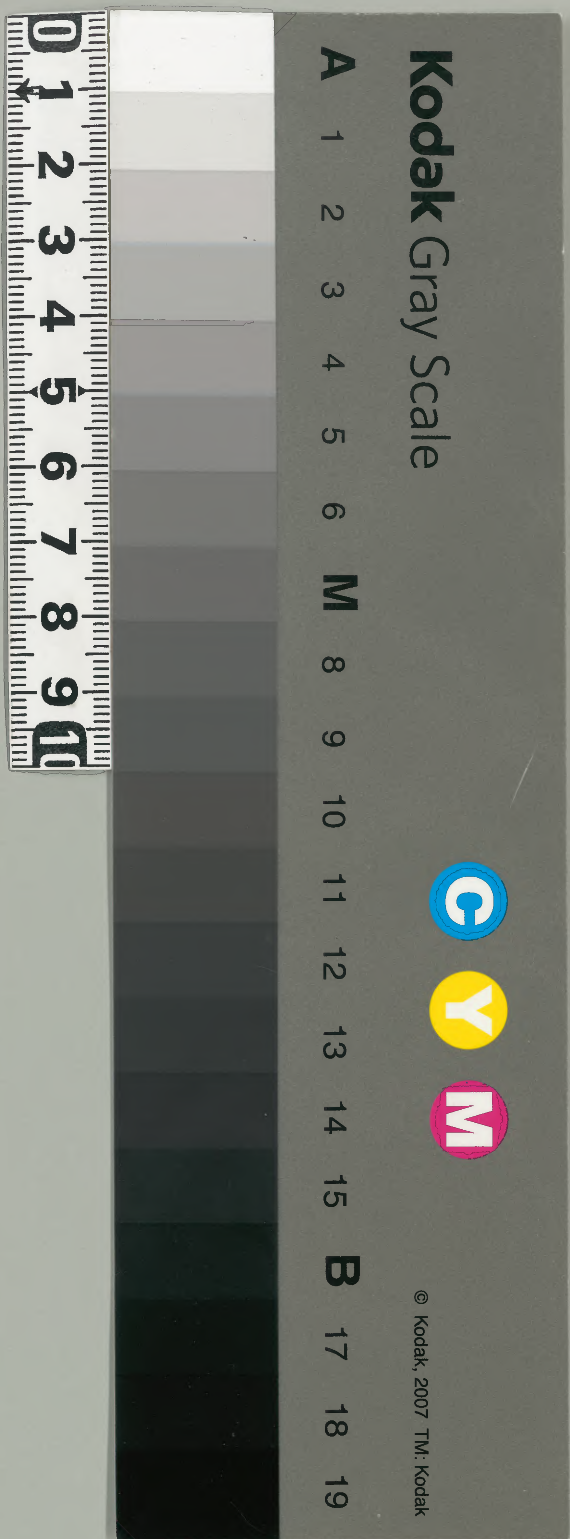 Kodak Gray Scale
C Y M
© Kodak, 2007 TM: Kodak
A 1 2 3 4 5 6 M 8 9 10 11 12 13 14 15 B 17 18 19
0 1 2 3 4 5 6 7 8 9 10